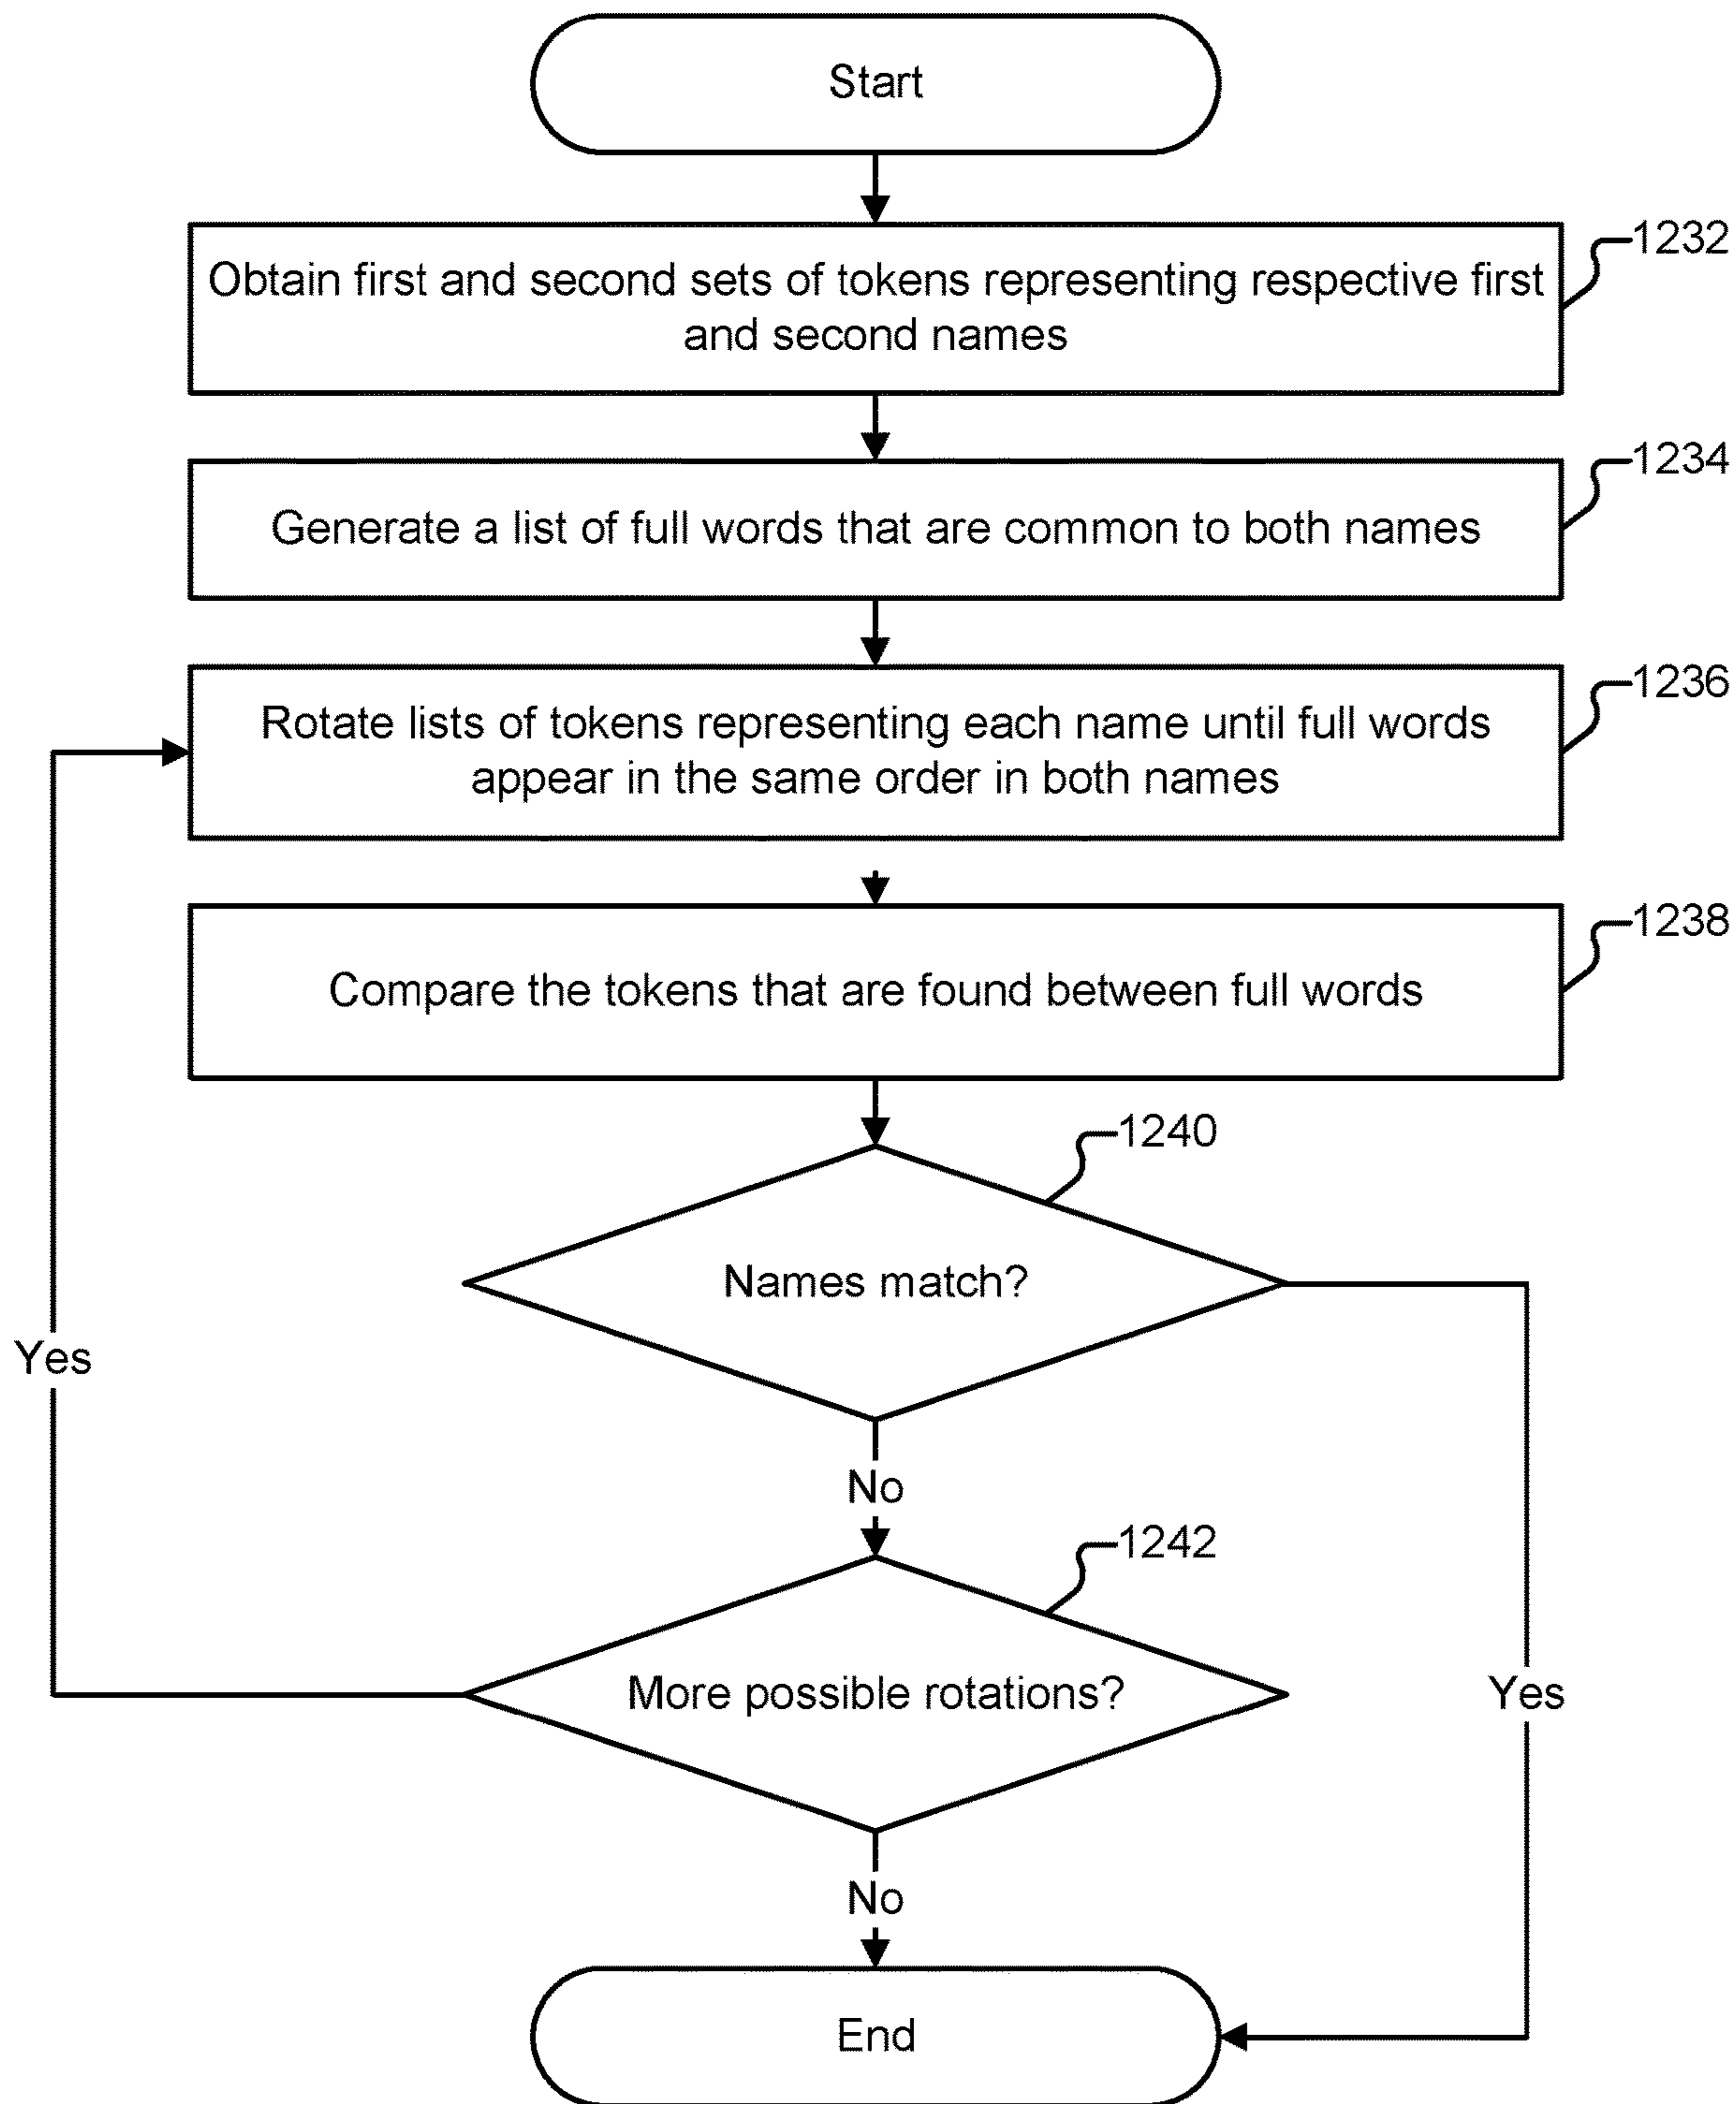 Start
1232
Obtain first and second sets of tokens representing respective first
and second names
1234
Generate a list of full words that are common to both names
1236
Rotate lists of tokens representing each name until full words
appear in the same order in both names
1238
Compare the tokens that are found between full words
1240
Names match?
Yes
No
1242
More possible rotations?
Yes
No
End